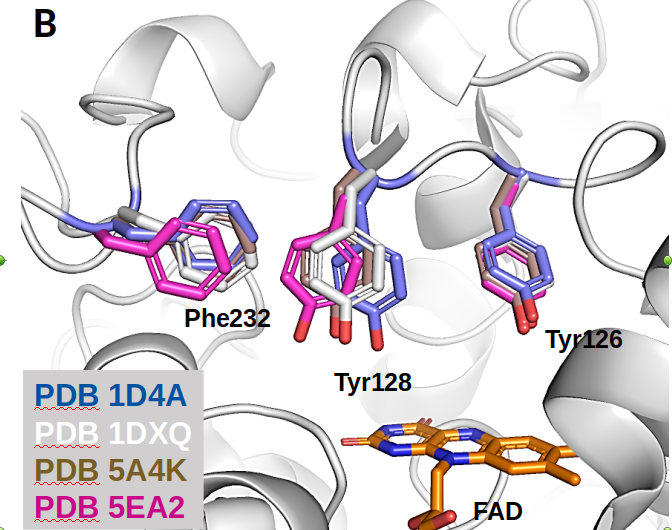 B
Phe232
Tyr126
Tyr128
PDB 1D4A
PDB 1DXQ
PDB 5A4K
PDB 5EA2
FAD